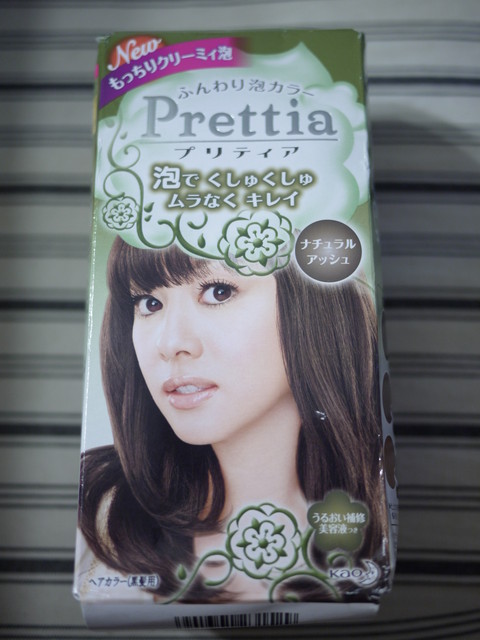 New
もっちりクリーミィ泡
ふんわり泡カラー
Prettia
プリティア
泡で くしゅくしゅ
ムラなく キレイ
ナチュラル
アッシュ
うるおい補修
美容液つき
ヘアカラー(黒髪用)
Kao